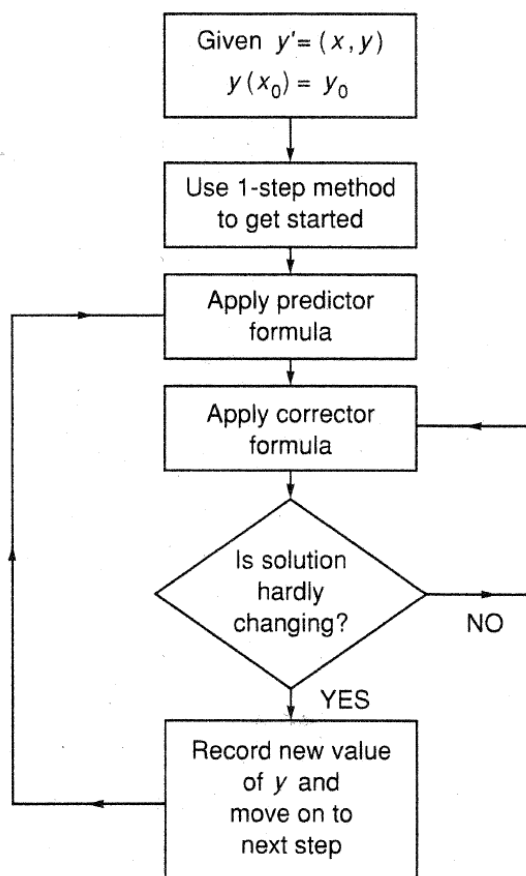 Given y' = (x, y)
y(x₀) = y₀
Use 1-step method
to get started
Apply predictor
formula
Apply corrector
formula
Is solution
hardly
changing?
NO
YES
Record new value
of y and
move on to
next step